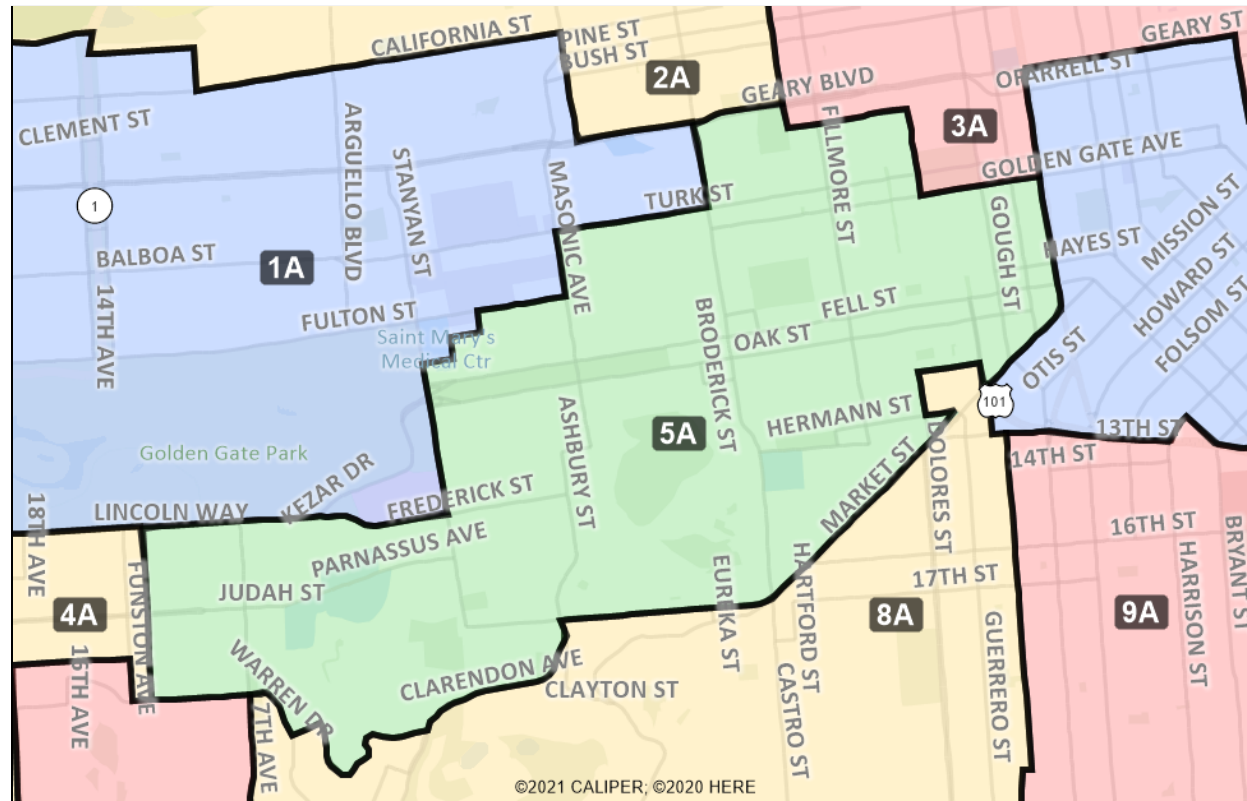 CALIFORNIA ST
PINE ST
BUSH ST
GEARY ST
2A
GEARY BLVD
OFARRELL ST
CLEMENT ST
3A
ARGUELLO BLVD
STANYAN ST
MASONIC AVE
FILLMORE ST
GOLDEN GATE AVE
1
TURK ST
GOUGH ST
MISSION ST
BALBOA ST
1A
HAYES ST
HOWARD ST
14TH AVE
FULTON ST
FELL ST
FOLSOM ST
Saint Mary's
Medical Ctr
BRODERICK ST
OAK ST
OTIS ST
101
ASHBURY ST
5A
HERMANN ST
13TH ST
Golden Gate Park
DOLORES ST
14TH ST
KEZAR DR
MARKET ST
18TH AVE
LINCOLN WAY
FREDERICK ST
16TH ST
BRYANT ST
PARNASSUS AVE
HARTFORD ST
HARRISON ST
FUNSTON AVE
JUDAH ST
EUREKA ST
17TH ST
4A
8A
9A
GUERRERO ST
16TH AVE
WARREN DR
CLARENDON AVE
CLAYTON ST
CASTRO ST
7TH AVE
©2021 CALIPER; ©2020 HERE